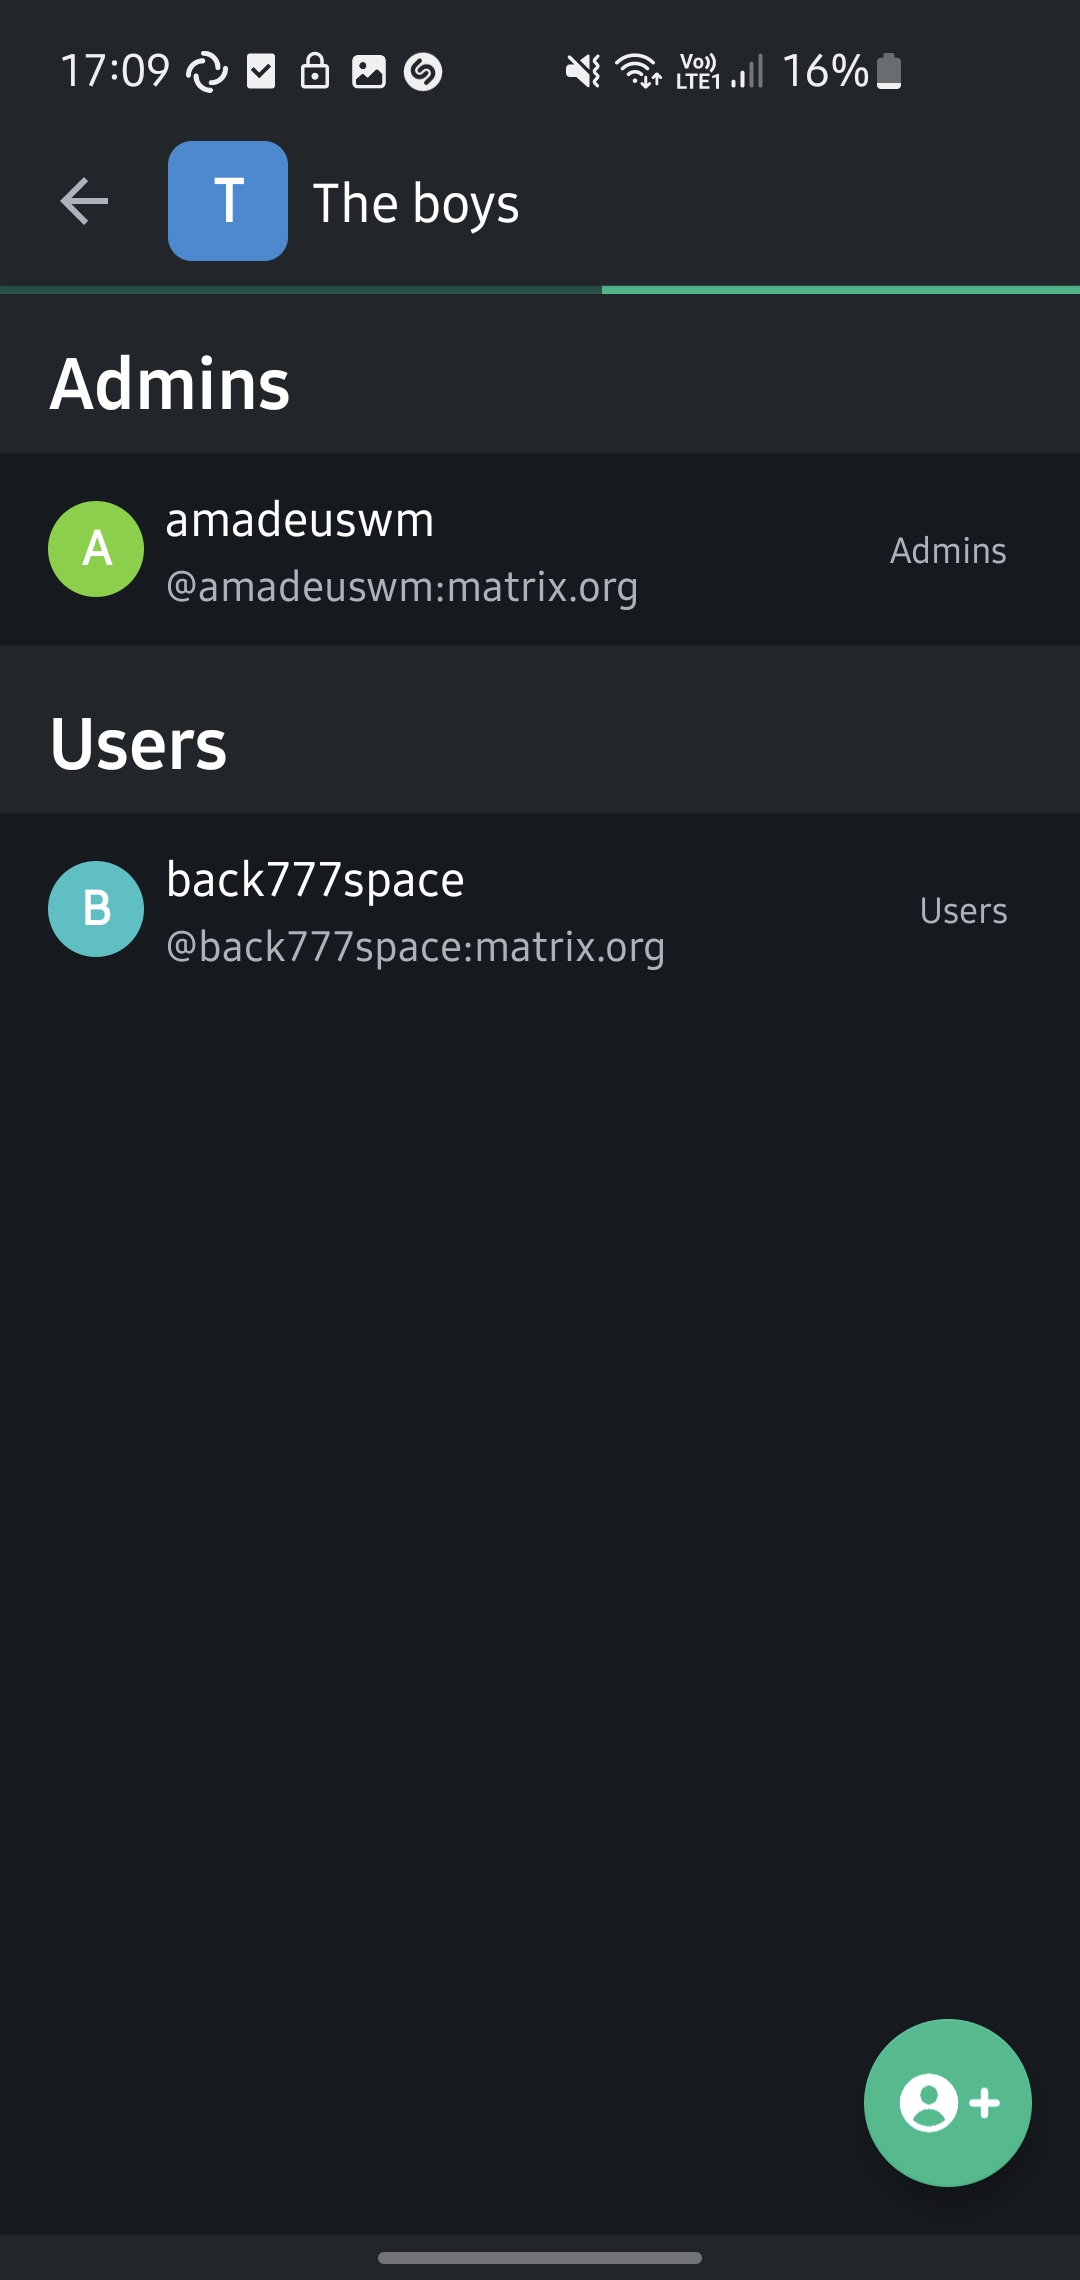 17:09
Vo))
LTE1
16%
T
The boys
Admins
A
amadeuswm
@amadeuswm:matrix.org
Admins
Users
B
back777space
@back777space:matrix.org
Users